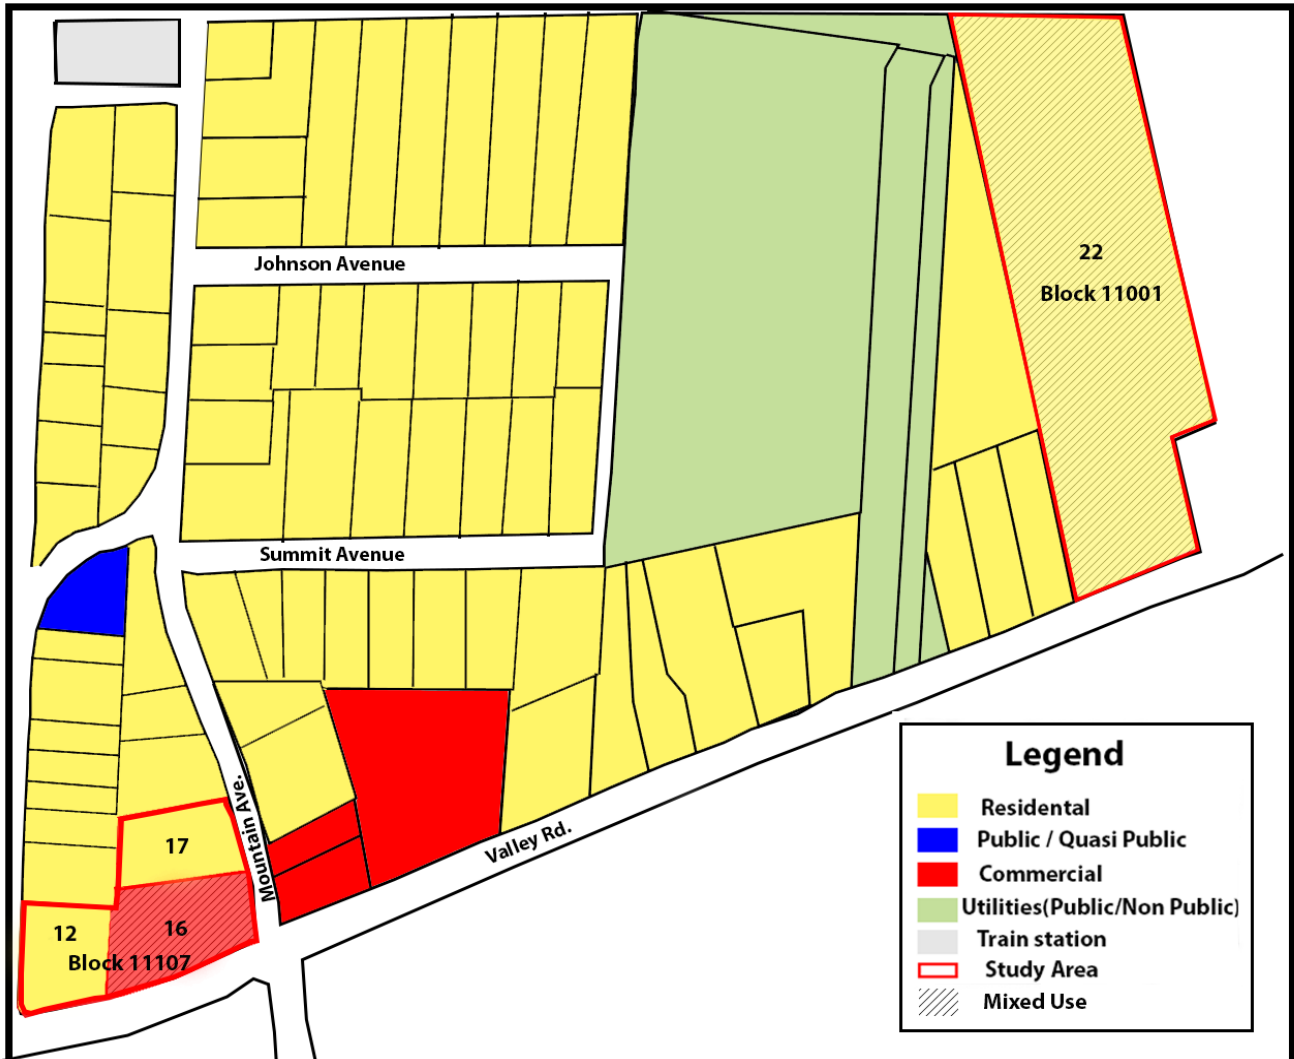 22
Block 11001
Johnson Avenue
Summit Avenue
Mountain Ave.
Valley Rd.
17
16
12
Block 11107
Legend
Residental
Public / Quasi Public
Commercial
Utilities(Public/Non Public)
Train station
Study Area
Mixed Use